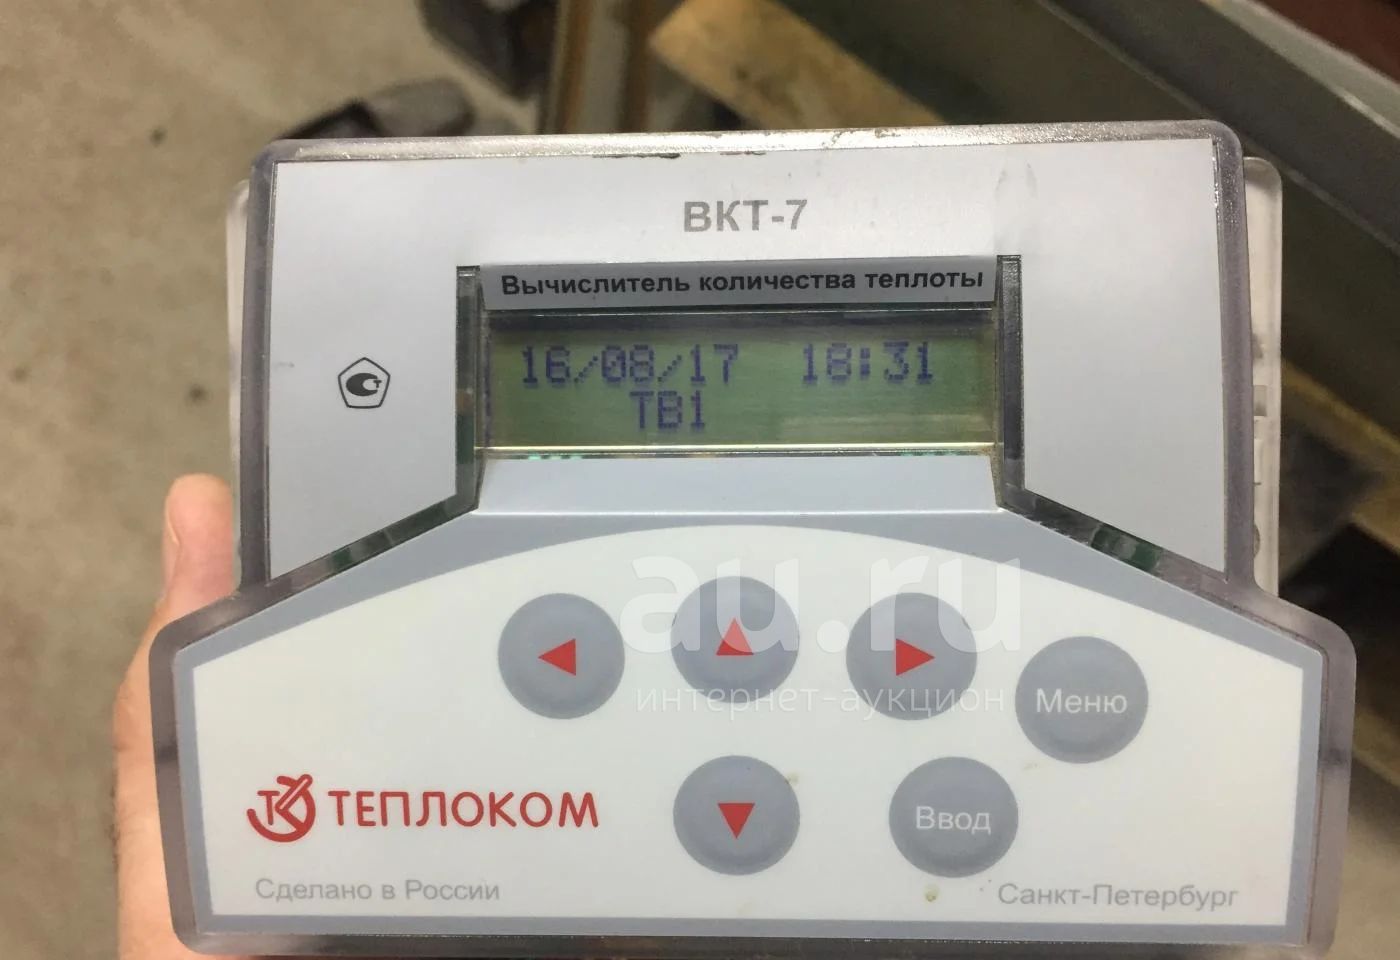 ВКТ-7
Вычислитель количества теплоты
16/08/17 18:31
ТВ1
au.ru
интернет-аукцион
Меню
ТЕПЛОКОМ
Ввод
Сделано в России
Санкт-Петербург